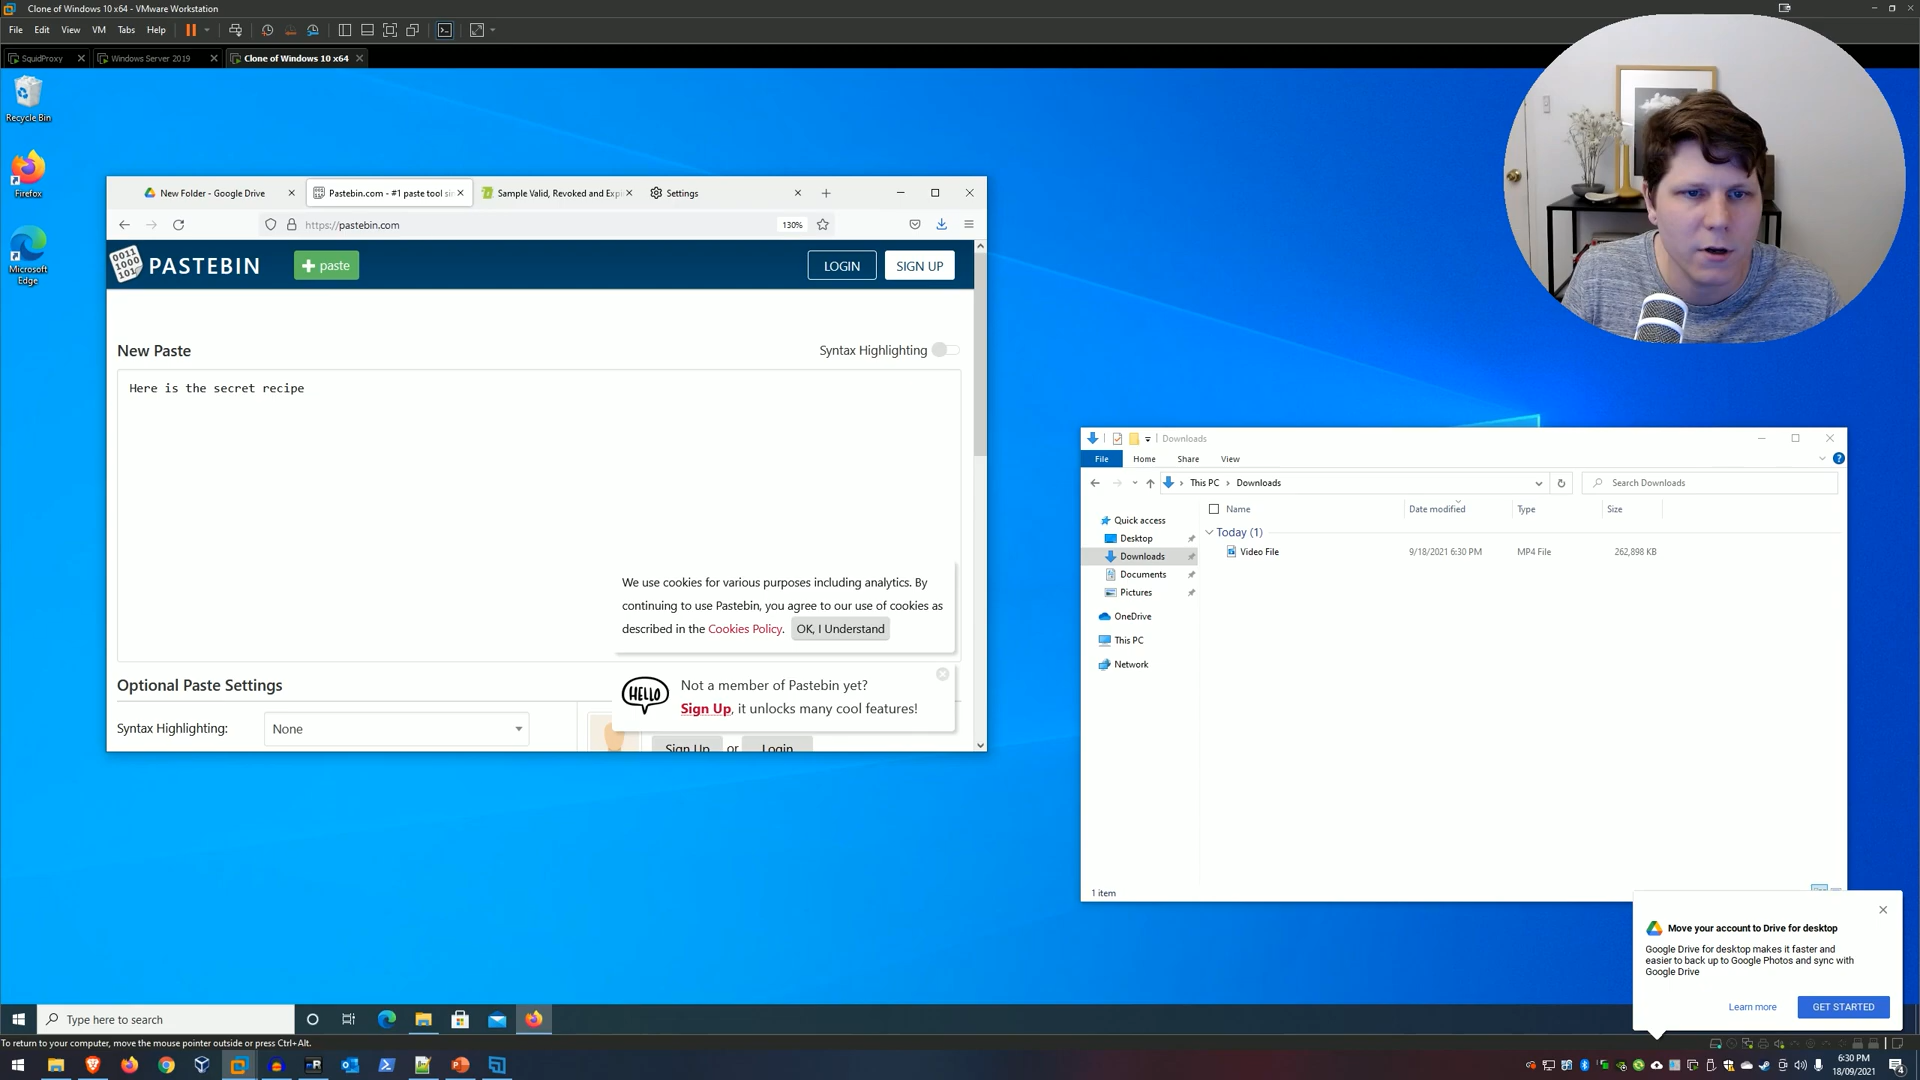 Clone of Windows 10 x64 - VMware Workstation
File Edit View VM Tabs Help
SquidProxy Windows Server 2019 Clone of Windows 10 x64
Recycle Bin
Firefox
Microsoft Edge
New Folder - Google Drive Pastebin.com - #1 paste tool si Sample Valid, Revoked and Exp Settings
https://pastebin.com 130%
0011 1000 101 PASTEBIN + paste LOGIN SIGN UP
New Paste Syntax Highlighting
Here is the secret recipe
We use cookies for various purposes including analytics. By
continuing to use Pastebin, you agree to our use of cookies as
described in the Cookies Policy. OK, I Understand
HELLO Not a member of Pastebin yet?
Sign Up, it unlocks many cool features!
Optional Paste Settings
Syntax Highlighting: None
Sign Up or Login
Downloads
File Home Share View
This PC > Downloads Search Downloads
Name Date modified Type Size
Today (1)
Video File 9/18/2021 6:30 PM MP4 File 262,898 KB
Quick access
Desktop
Downloads
Documents
Pictures
OneDrive
This PC
Network
1 item
Move your account to Drive for desktop
Google Drive for desktop makes it faster and
easier to back up to Google Photos and sync with
Google Drive
Learn more GET STARTED
Type here to search
To return to your computer, move the mouse pointer outside or press Ctrl+Alt.
6:30 PM
18/09/2021
4